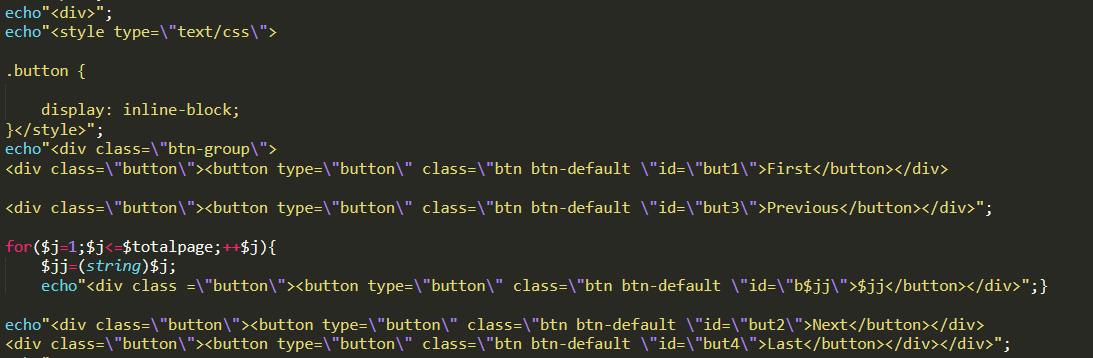 echo"<div>";
echo"<style type=\"text/css\">
.button {
display: inline-block;
}</style>";
echo"<div class=\"btn-group\">
<div class=\"button\"><button type=\"button\" class=\"btn btn-default \"id=\"but1\">First</button></div>
<div class=\"button\"><button type=\"button\" class=\"btn btn-default \"id=\"but3\">Previous</button></div>";
for($j=1;$j<=$totalpage;++$j){
$jj=(string)$j;
echo"<div class =\"button\"><button type=\"button\" class=\"btn btn-default \"id=\"b$jj\">$jj</button></div>";}
echo"<div class=\"button\"><button type=\"button\" class=\"btn btn-default \"id=\"but2\">Next</button></div>
<div class=\"button\"><button type=\"button\" class=\"btn btn-default \"id=\"but4\">Last</button></div></div>";